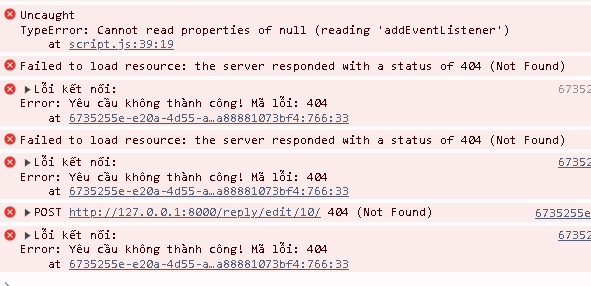 Uncaught
TypeError: Cannot read properties of null (reading 'addEventListener')
at script.js:39:19
Failed to load resource: the server responded with a status of 404 (Not Found)
Lỗi kết nối: 6735
Error: Yêu cầu không thành công! Mã lỗi: 404
at 6735255e-e20a-4d55-a…a88881073bf4:766:33
Failed to load resource: the server responded with a status of 404 (Not Found)
Lỗi kết nối: 6735
Error: Yêu cầu không thành công! Mã lỗi: 404
at 6735255e-e20a-4d55-a…a88881073bf4:766:33
POST http://127.0.0.1:8000/reply/edit/10/ 404 (Not Found) 6735255e
Lỗi kết nối: 6735
Error: Yêu cầu không thành công! Mã lỗi: 404
at 6735255e-e20a-4d55-a…a88881073bf4:766:33